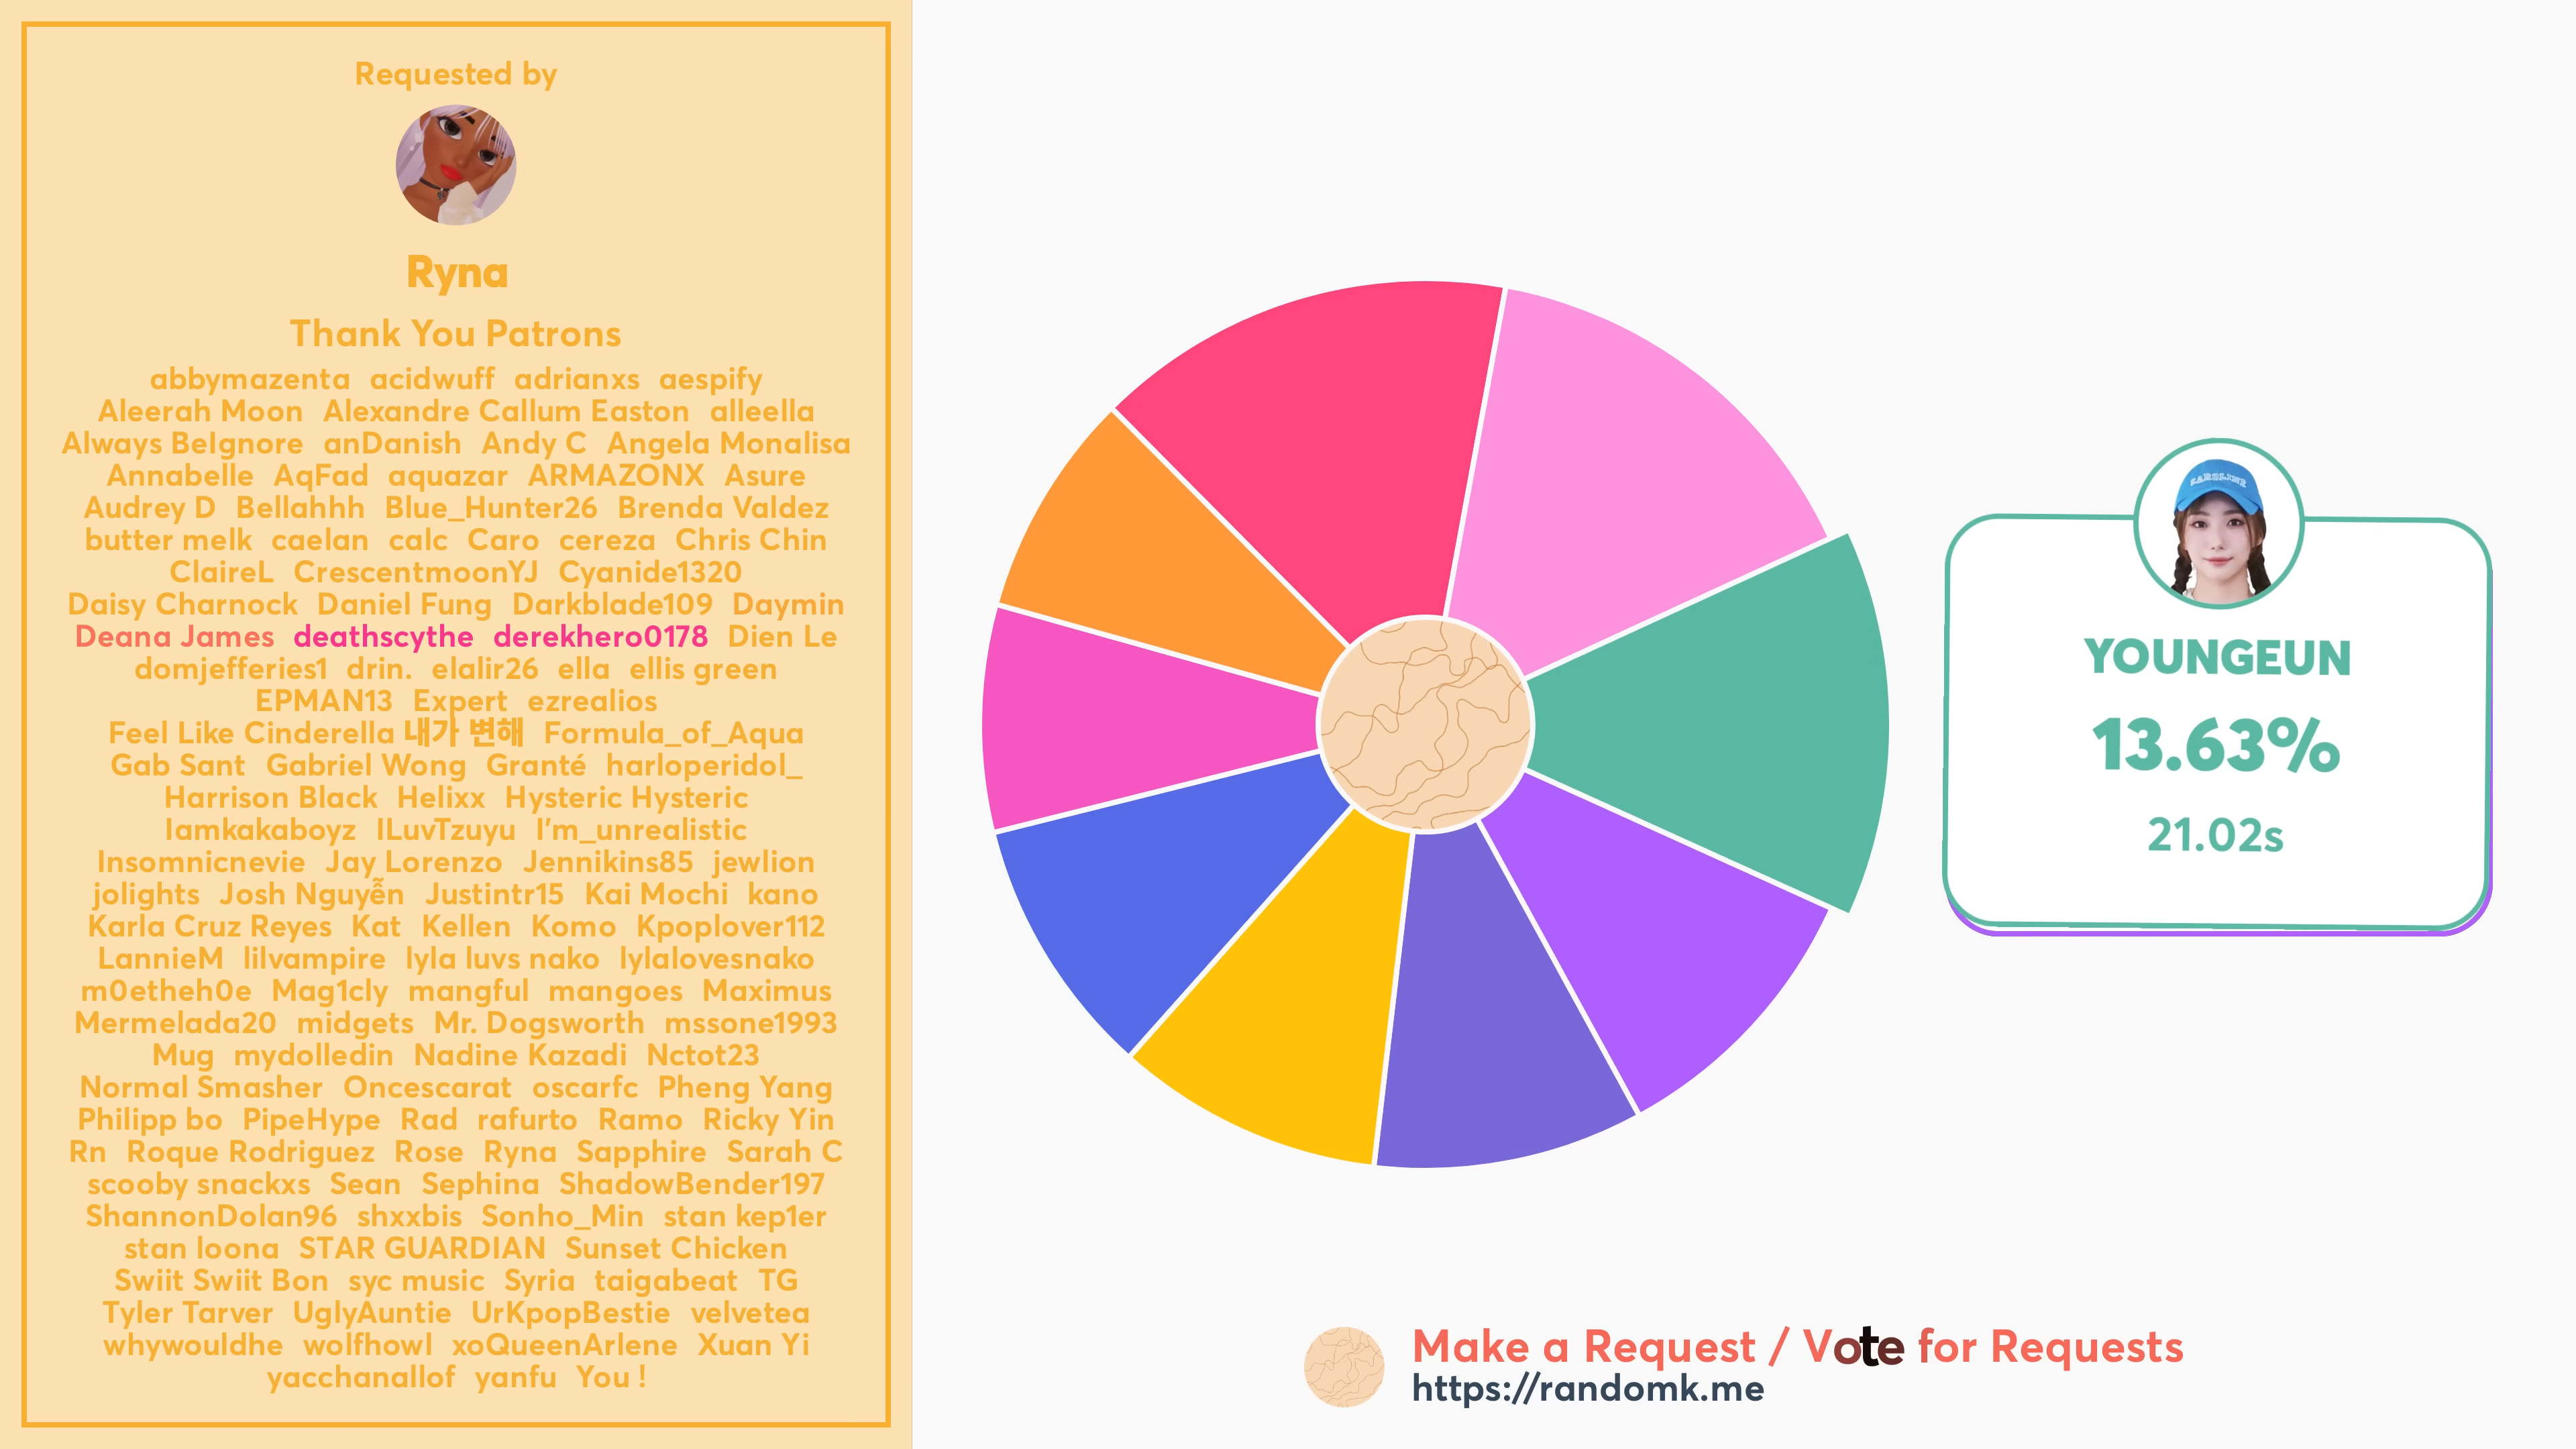 Requested by
Ryna
Thank You Patrons
abbymazenta acidwuff adrianxs aespify
Aleerah Moon Alexandre Callum Easton alleella
Always BeIgnore anDanish Andy C Angela Monalisa
Annabelle AqFad aquazar ARMAZONX Asure
Audrey D Bellahhh Blue_Hunter26 Brenda Valdez
butter melk caelan calc Caro cereza Chris Chin
ClaireL CrescentmoonYJ Cyanide1320
Daisy Charnock Daniel Fung Darkblade109 Daymin
Deana James deathscythe derekhero0178 Dien Le
domjefferies1 drin. elalir26 ella ellis green
EPMAN13 Expert ezrealios
Feel Like Cinderella 내가 변해 Formula_of_Aqua
Gab Sant Gabriel Wong Granté harloperidol_
Harrison Black Helixx Hysteric Hysteric
Iamkakaboyz ILuvTzuyu I'm_unrealistic
Insomnicnevie Jay Lorenzo Jennikins85 jewlion
jolights Josh Nguyễn Justintr15 Kai Mochi kano
Karla Cruz Reyes Kat Kellen Komo Kpoplover112
LannieM lilvampire lyla luvs nako lylalovesnako
m0etheh0e Mag1cly mangful mangoes Maximus
Mermelada20 midgets Mr. Dogsworth mssone1993
Mug mydolledin Nadine Kazadi Nctot23
Normal Smasher Oncescarat oscarfc Pheng Yang
Philipp bo PipeHype Rad rafurto Ramo Ricky Yin
Rn Roque Rodriguez Rose Ryna Sapphire Sarah C
scooby snackxs Sean Sephina ShadowBender197
ShannonDolan96 shxxbis Sonho_Min stan kep1er
stan loona STAR GUARDIAN Sunset Chicken
Swiit Swiit Bon syc music Syria taigabeat TG
Tyler Tarver UglyAuntie UrKpopBestie velvetea
whywouldhe wolfhowl xoQueenArlene Xuan Yi
yacchanallof yanfu You !
YOUNGEUN
13.63%
21.02s
Make a Request / Vote for Requests
https://randomk.me